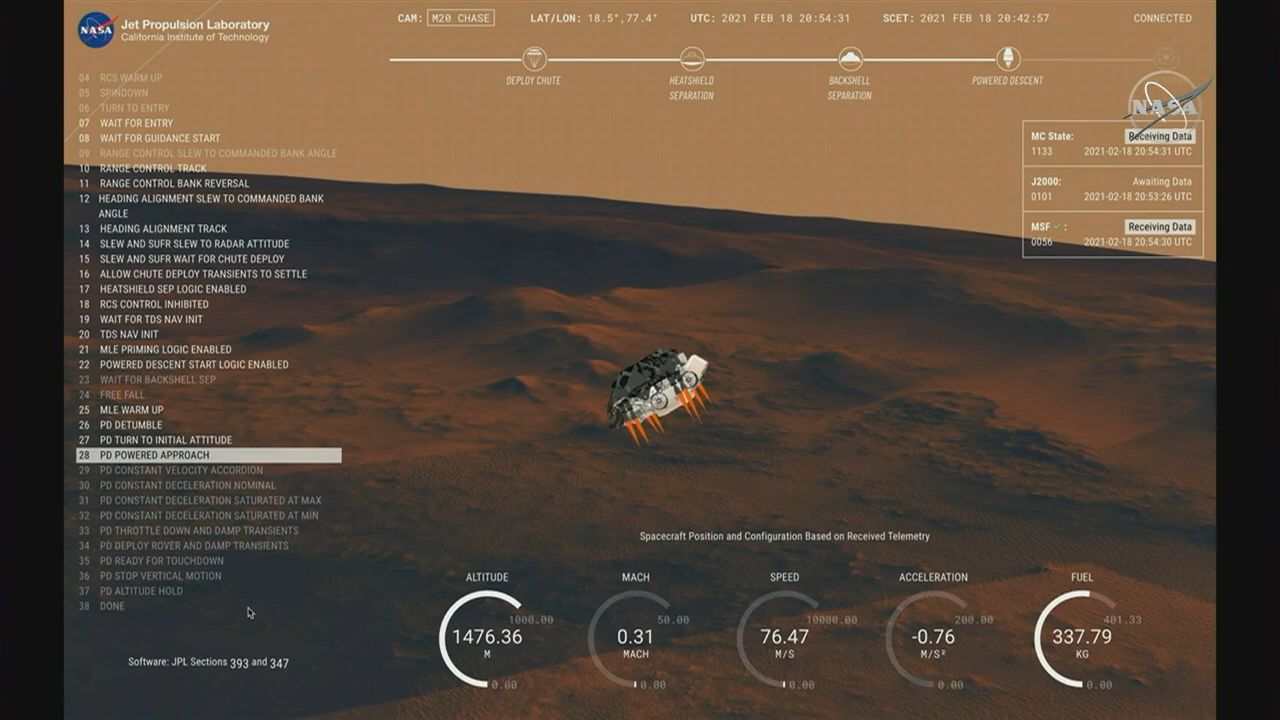 NASA
Jet Propulsion Laboratory
California Institute of Technology
CAM: M20 CHASE LAT/LON: 18.5°,77.4° UTC: 2021 FEB 18 20:54:31 SCET: 2021 FEB 18 20:42:57 CONNECTED
DEPLOY CHUTE
HEATSHIELD
SEPARATION
BACKSHELL
SEPARATION
POWERED DESCENT
NASA
04 RCS WARM UP
05 SPINDOWN
06 TURN TO ENTRY
07 WAIT FOR ENTRY
08 WAIT FOR GUIDANCE START
09 RANGE CONTROL SLEW TO COMMANDED BANK ANGLE
10 RANGE CONTROL TRACK
11 RANGE CONTROL BANK REVERSAL
12 HEADING ALIGNMENT SLEW TO COMMANDED BANK
ANGLE
13 HEADING ALIGNMENT TRACK
14 SLEW AND SUFR SLEW TO RADAR ATTITUDE
15 SLEW AND SUFR WAIT FOR CHUTE DEPLOY
16 ALLOW CHUTE DEPLOY TRANSIENTS TO SETTLE
17 HEATSHIELD SEP LOGIC ENABLED
18 RCS CONTROL INHIBITED
19 WAIT FOR TDS NAV INIT
20 TDS NAV INIT
21 MLE PRIMING LOGIC ENABLED
22 POWERED DESCENT START LOGIC ENABLED
23 WAIT FOR BACKSHELL SEP
24 FREE FALL
25 MLE WARM UP
26 PD DETUMBLE
27 PD TURN TO INITIAL ATTITUDE
28 PD POWERED APPROACH
29 PD CONSTANT VELOCITY ACCORDION
30 PD CONSTANT DECELERATION NOMINAL
31 PD CONSTANT DECELERATION SATURATED AT MAX
32 PD CONSTANT DECELERATION SATURATED AT MIN
33 PD THROTTLE DOWN AND DAMP TRANSIENTS
34 PD DEPLOY ROVER AND DAMP TRANSIENTS
35 PD READY FOR TOUCHDOWN
36 PD STOP VERTICAL MOTION
37 PD ALTITUDE HOLD
38 DONE
Software: JPL Sections 393 and 347
MC State: Receiving Data
1133 2021-02-18 20:54:31 UTC
J2000: Awaiting Data
0101 2021-02-18 20:53:26 UTC
MSF ✓ : Receiving Data
0056 2021-02-18 20:54:30 UTC
Spacecraft Position and Configuration Based on Received Telemetry
ALTITUDE
1000.00
1476.36
M
0.00
MACH
50.00
0.31
MACH
0.00
SPEED
10000.00
76.47
M/S
0.00
ACCELERATION
200.00
-0.76
M/S²
0.00
FUEL
401.33
337.79
KG
0.00